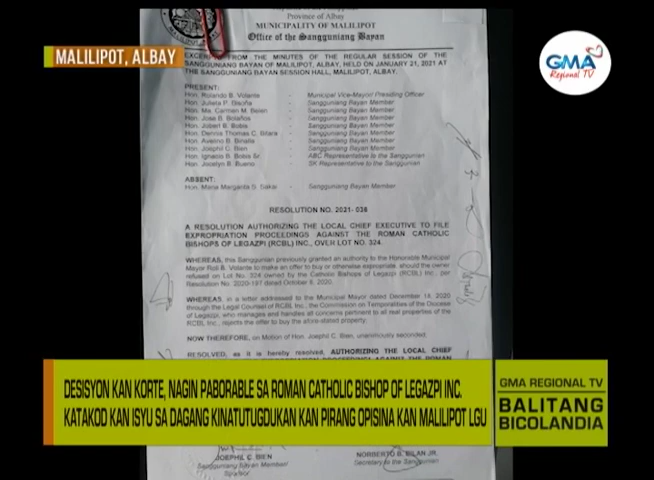 Province of Albay
MUNICIPALITY OF MALILIPOT
Office of the Sangguniang Bayan
MALILIPOT, ALBAY
GMA
Regional TV
EXCERPT FROM THE MINUTES OF THE REGULAR SESSION OF THE
SANGGUNIANG BAYAN OF MALILIPOT, ALBAY, HELD ON JANUARY 21, 2021 AT
THE SANGGUNIANG BAYAN SESSION HALL, MALILIPOT, ALBAY.
PRESENT:
Hon. Rolando B. Volante - Municipal Vice-Mayor/ Presiding Officer
Hon. Julieta P. Bisoña - Sangguniang Bayan Member
Hon. Ma. Carmen M. Belen - Sangguniang Bayan Member
Hon. Jose B. Bolaños - Sangguniang Bayan Member
Hon. Jobert B. Bobis - Sangguniang Bayan Member
Hon. Dennis Thomas C. Bitara - Sangguniang Bayan Member
Hon. Avelino B. Binalla - Sangguniang Bayan Member
Hon. Joephil C. Bien - Sangguniang Bayan Member
Hon. Ignacio B. Bobis Sr. - ABC Representative to the Sanggunian
Hon. Jocelyn B. Bueno - SK Representative to the Sanggunian
ABSENT:
Hon. Maria Margarita S. - Sangguniang Bayan Member
RESOLUTION NO. 2021- 036
A RESOLUTION AUTHORIZING THE LOCAL CHIEF EXECUTIVE TO FILE
EXPROPRIATION PROCEEDINGS AGAINST THE ROMAN CATHOLIC
BISHOPS OF LEGAZPI (RCBL) INC., OVER LOT NO. 324.
WHEREAS, this Sanggunian previously granted an authority to the Honorable Municipal
Mayor Roli B. Volante to make an offer to buy or otherwise expropriate, should the owner
refused on Lot No. 324 owned by the Catholic Bishops of Legazpi (RCBL) Inc. per
Resolution No. 2020-197 dated October 8, 2020.
WHEREAS, in a letter addressed to the Municipal Mayor dated December 14, 2020
through the Legal Counsel of RCBL Inc., the Commission on Temporalities of the Diocese
of Legazpi, who manages and handles all concerns pertinent to all real properties of the
RCBL Inc., rejects the offer to buy the afore-stated property.
NOW THEREFORE, on Motion of Hon. Joephil C. Bien, unanimously seconded.
RESOLVED, as it is hereby resolved, AUTHORIZING THE LOCAL CHIEF
DESISYON KAN KORTE, NAGIN PABORABLE SA ROMAN CATHOLIC BISHOP OF LEGAZPI INC.
KATAKOD KAN ISYU SA DAGANG KINATUTUGDUKAN KAN PIRANG OPISINA KAN MALILIPOT LGU
GMA REGIONAL TV
BALITANG
BICOLANDIA
JOEPHIL C. BIEN NORBERTO B. BILAN JR.
Sangguniang Bayan Member/ Secretary to the Sanggunian
Sponsor